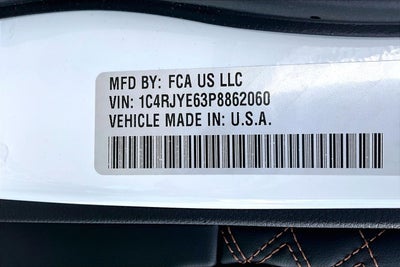 MFD BY: FCA US LLC
VIN: 1C4RJYE63P8862060
VEHICLE MADE IN: U.S.A.